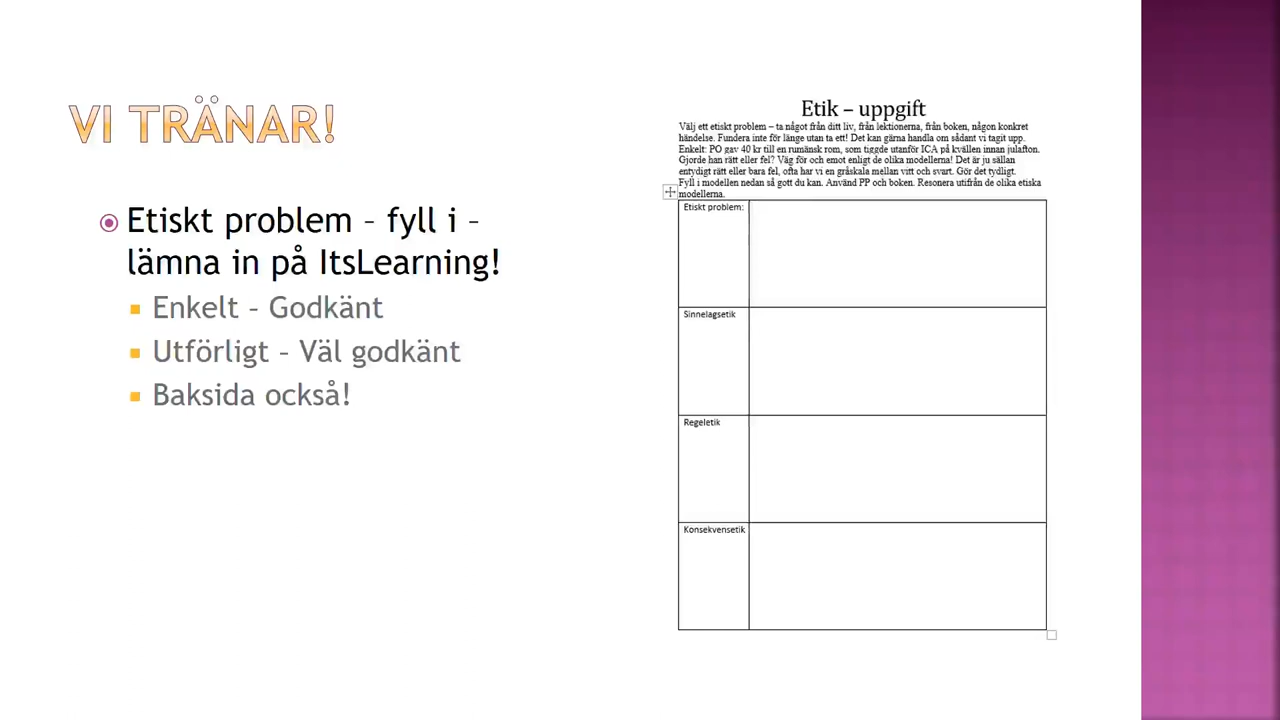 VI TRÄNAR!
Etiskt problem – fyll i –
lämna in på ItsLearning!
Enkelt – Godkänt
Utförligt – Väl godkänt
Baksida också!
Etik – uppgift
Välj ett etiskt problem – ta något från ditt liv, från lektionerna, från boken, någon konkret
händelse. Fundera inte för länge utan ta ett! Det kan gärna handla om sådant vi tagit upp.
Enkelt: PO gav 40 kr till en rumänsk rom, som tiggde utanför ICA på kvällen innan julafton.
Gjorde han rätt eller fel? Väg för och emot enligt de olika modellerna! Det är ju sällan
entydigt rätt eller bara fel, ofta har vi en gråskala mellan vitt och svart. Gör det tydligt.
Fyll i modellen nedan så gott du kan. Använd PP och boken. Resonera utifrån de olika etiska
modellerna.
Etiskt problem:
Sinnelagsetik
Regeletik
Konsekvensetik